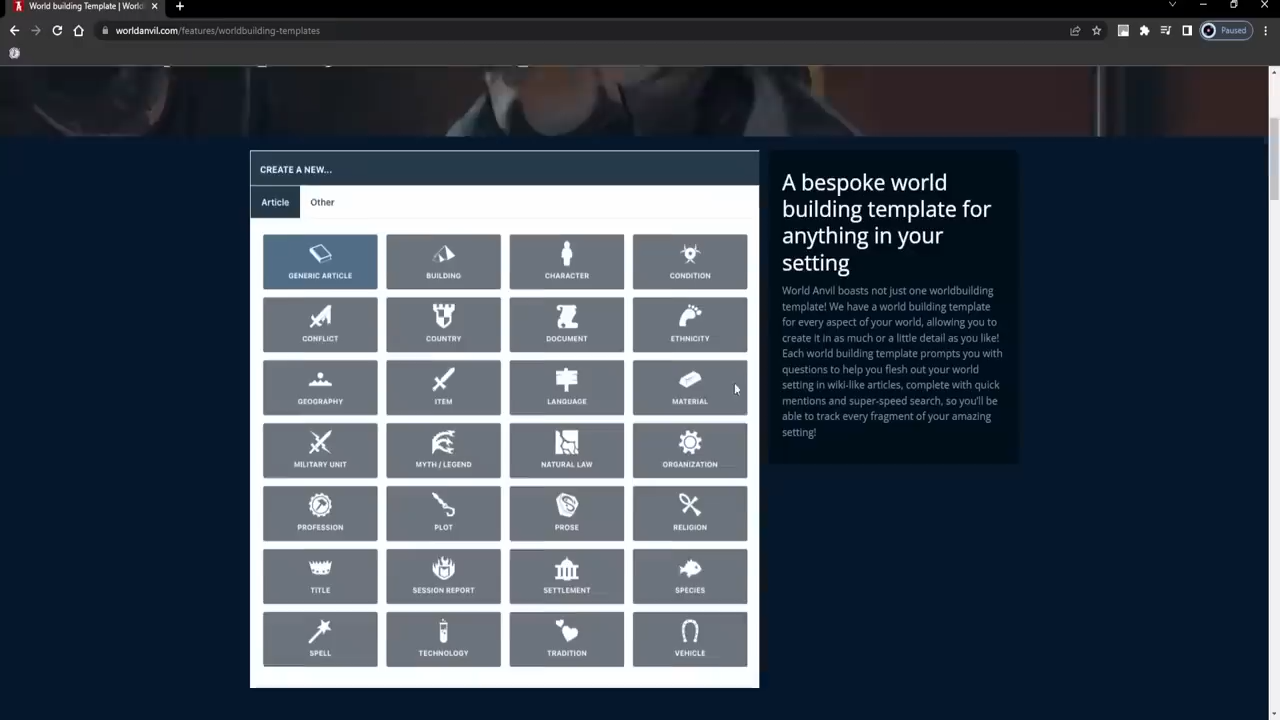 World building Template | World
worldanvil.com/features/worldbuilding-templates
Paused
CREATE A NEW...
Article
Other
GENERIC ARTICLE
BUILDING
CHARACTER
CONDITION
CONFLICT
COUNTRY
DOCUMENT
ETHNICITY
GEOGRAPHY
ITEM
LANGUAGE
MATERIAL
MILITARY UNIT
MYTH / LEGEND
NATURAL LAW
ORGANIZATION
PROFESSION
PLOT
PROSE
RELIGION
TITLE
SESSION REPORT
SETTLEMENT
SPECIES
SPELL
TECHNOLOGY
TRADITION
VEHICLE
A bespoke world
building template for
anything in your
setting
World Anvil boasts not just one worldbuilding
template! We have a world building template
for every aspect of your world, allowing you to
create it in as much or a little detail as you like!
Each world building template prompts you with
questions to help you flesh out your world
setting in wiki-like articles, complete with quick
mentions and super-speed search, so you'll be
able to track every fragment of your amazing
setting!